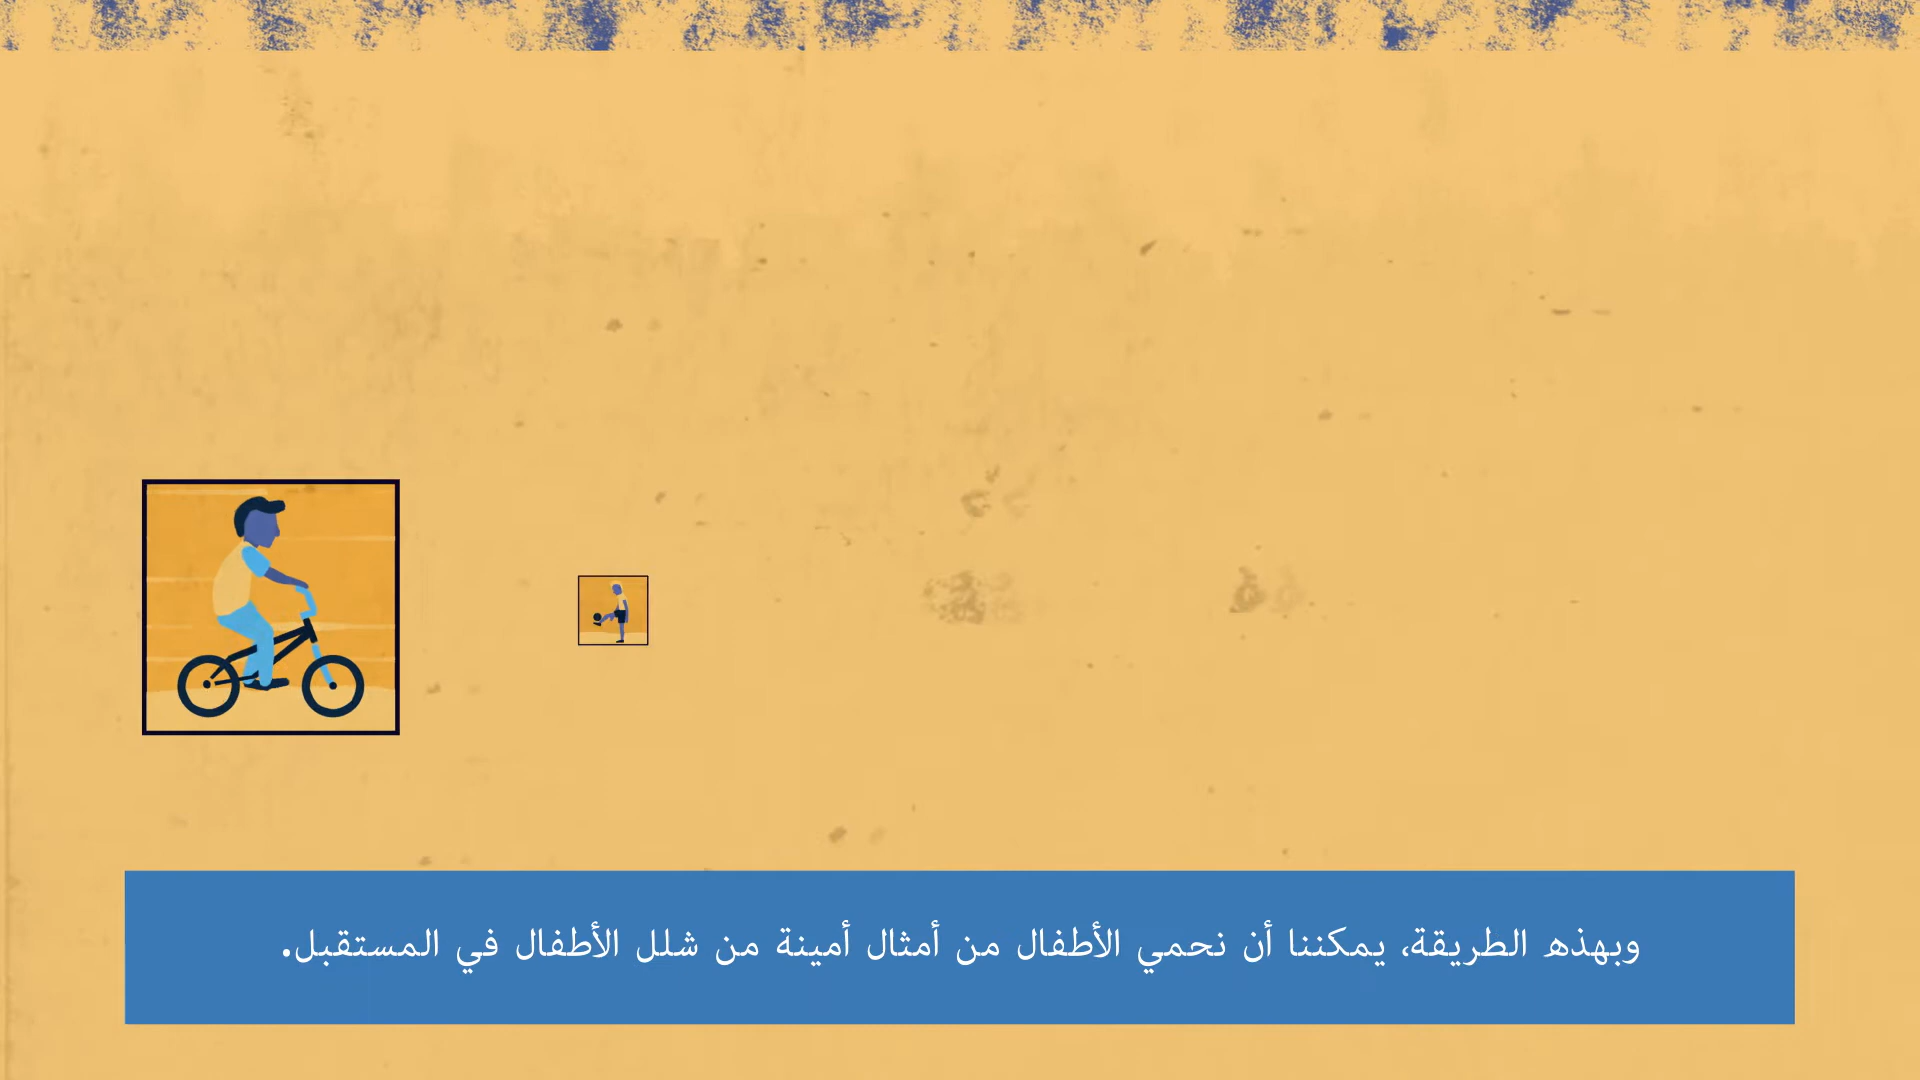 وبهذه الطريقة، يمكننا أن نحمي الأطفال من أمثال أمينة من شلل الأطفال في المستقبل.